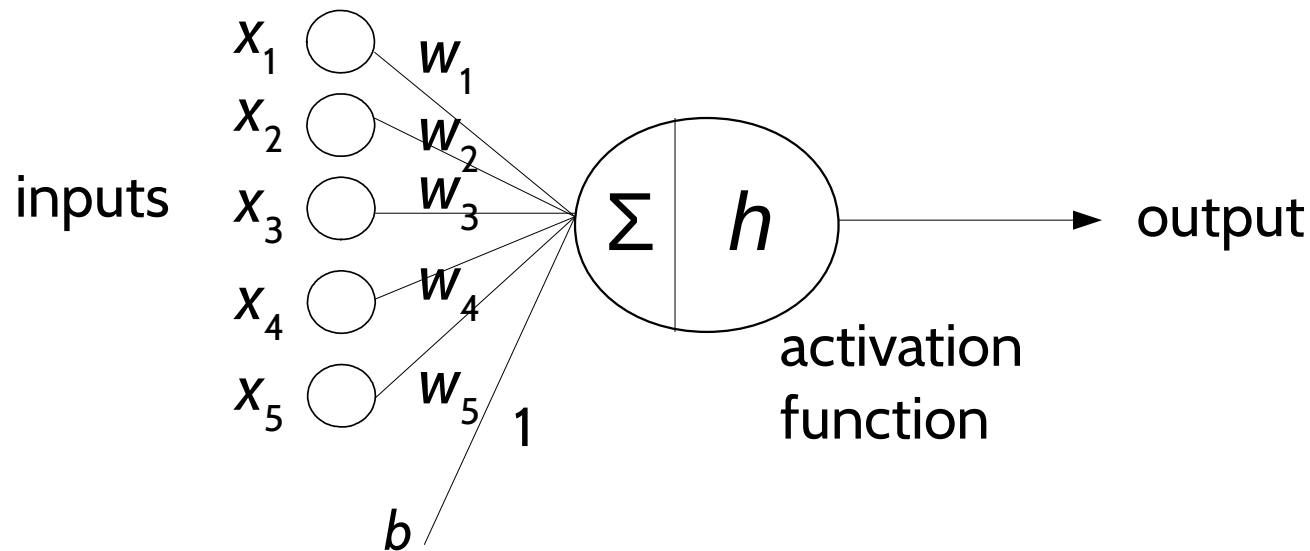 x1 w1
x2 w2
inputs x3 w3 Σ h output
x4 w4
activation
function
x5 w5 1
b